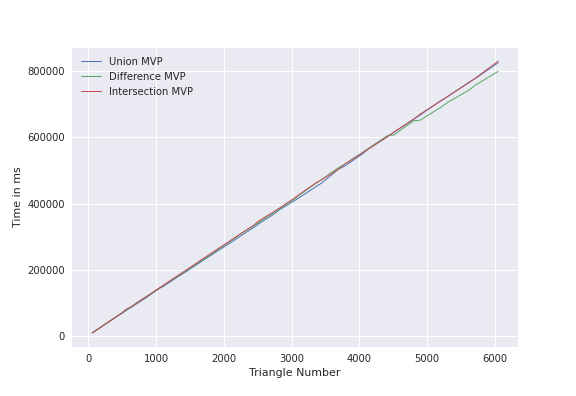 Union MVP
Difference MVP
Intersection MVP
800000
600000
400000
200000
0
Time in ms
0 1000 2000 3000 4000 5000 6000
Triangle Number